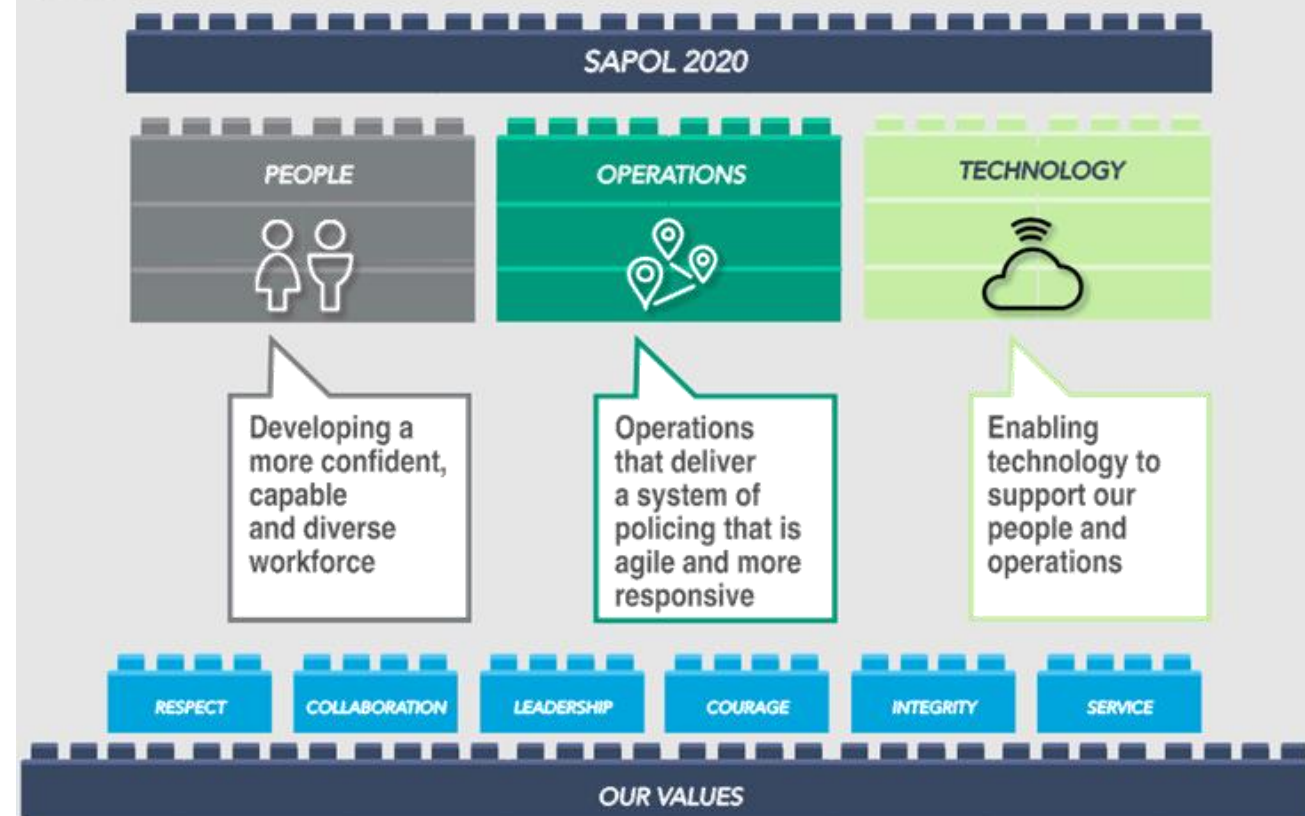 SAPOL 2020
PEOPLE
OPERATIONS
TECHNOLOGY
Developing a
more confident,
capable
and diverse
workforce
Operations
that deliver
a system of
policing that is
agile and more
responsive
Enabling
technology to
support our
people and
operations
RESPECT
COLLABORATION
LEADERSHIP
COURAGE
INTEGRITY
SERVICE
OUR VALUES